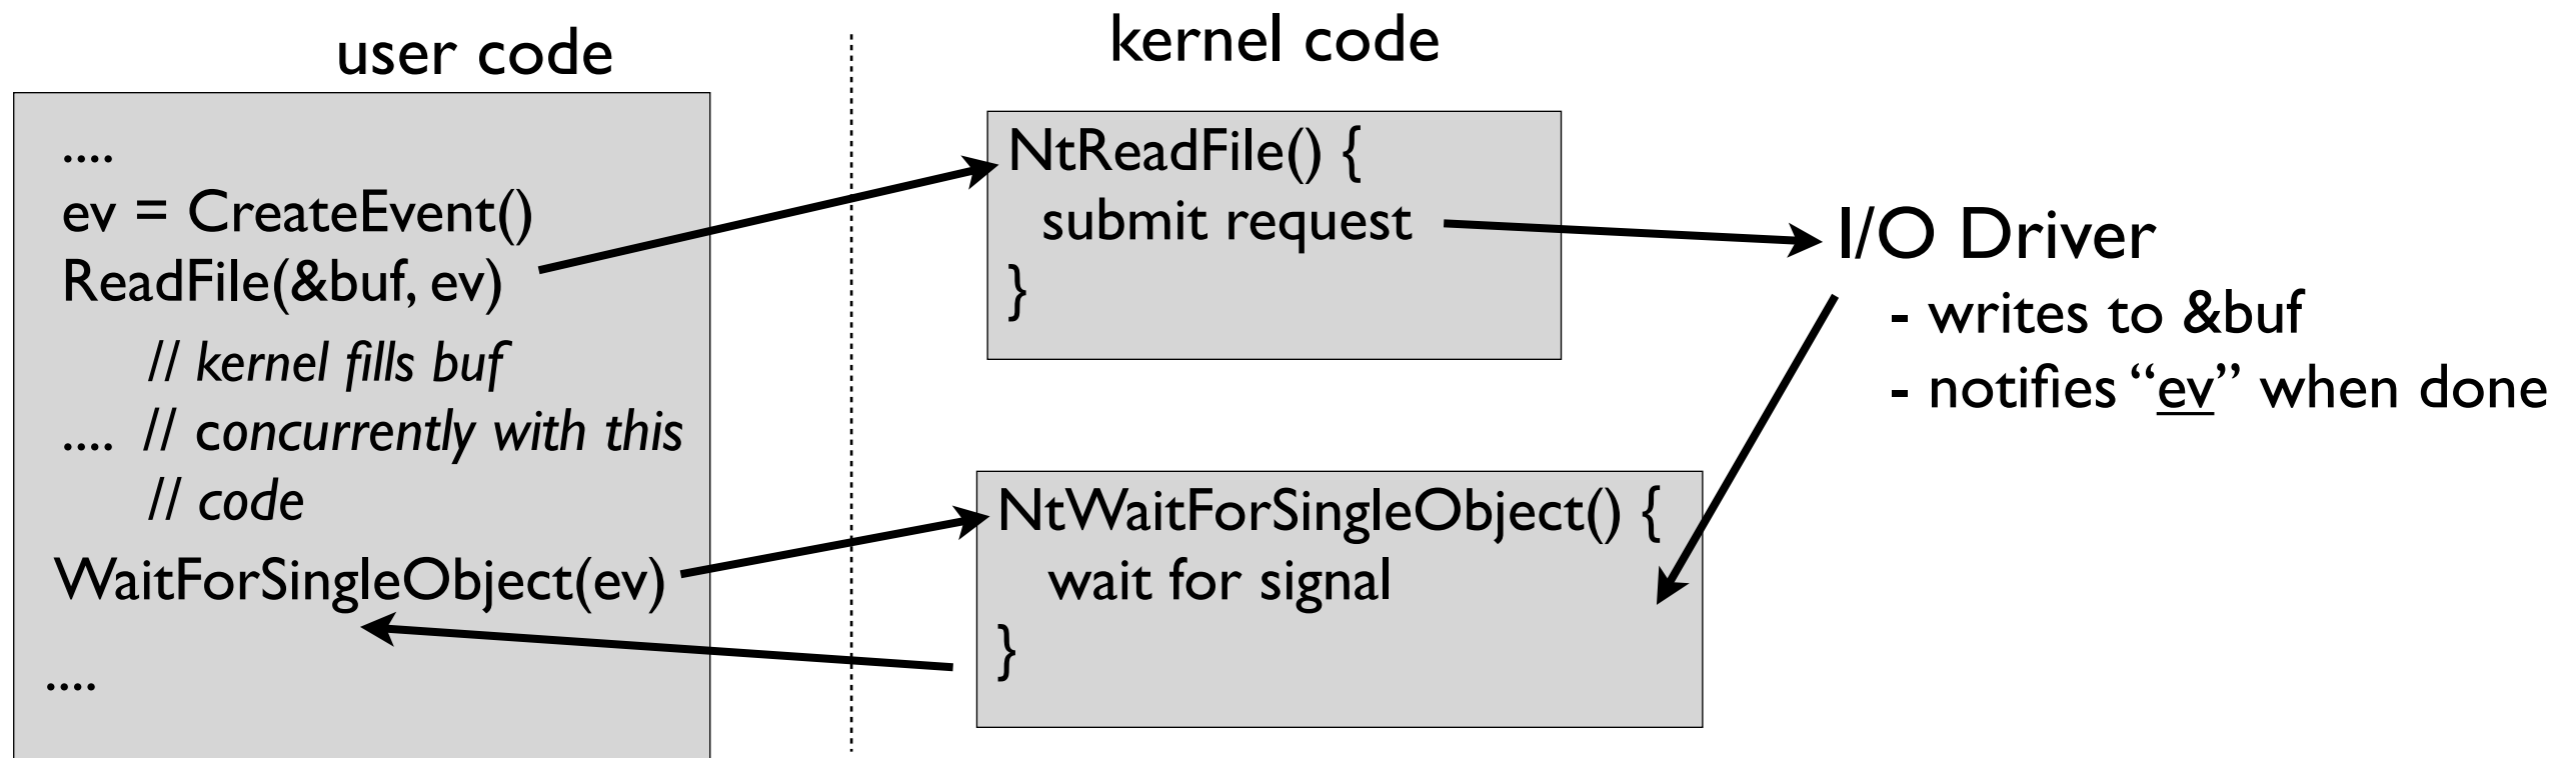 user code
....
ev = CreateEvent()
ReadFile(&buf, ev)
// kernel fills buf
.... // concurrently with this
// code
WaitForSingleObject(ev)
....
kernel code
NtReadFile() {
submit request
}
NtWaitForSingleObject() {
wait for signal
}
I/O Driver
- writes to &buf
- notifies “ev” when done